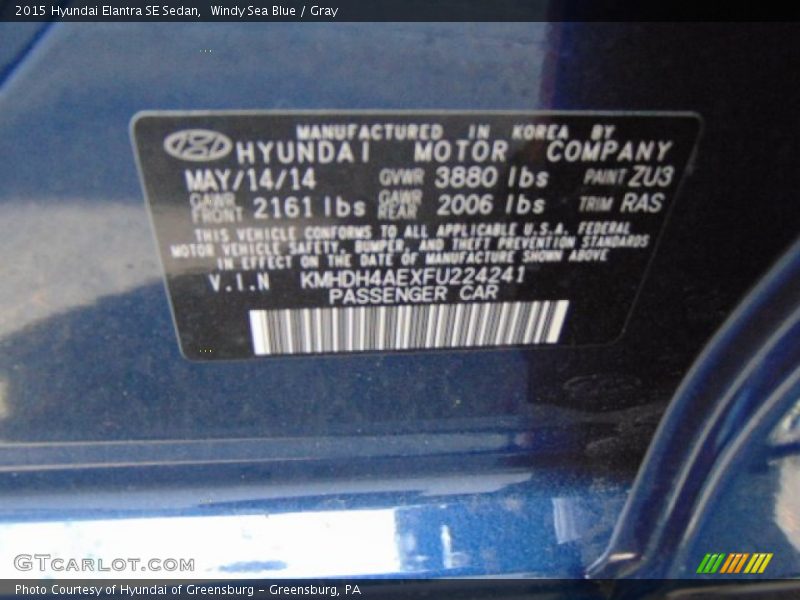 2015 Hyundai Elantra SE Sedan,  Windy Sea Blue / Gray
MANUFACTURED IN KOREA BY
HYUNDAI MOTOR COMPANY
MAY/14/14 GVWR 3880 lbs PAINT ZU3
GAWR FRONT 2161 lbs GAWR REAR 2006 lbs TRIM RAS
THIS VEHICLE CONFORMS TO ALL APPLICABLE U.S.A. FEDERAL
MOTOR VEHICLE SAFETY, BUMPER, AND THEFT PREVENTION STANDARDS
IN EFFECT ON THE DATE OF MANUFACTURE SHOWN ABOVE
V.I.N KMHDH4AEXFU224241
PASSENGER CAR
GTCARLOT.COM
Photo Courtesy of Hyundai of Greensburg - Greensburg, PA